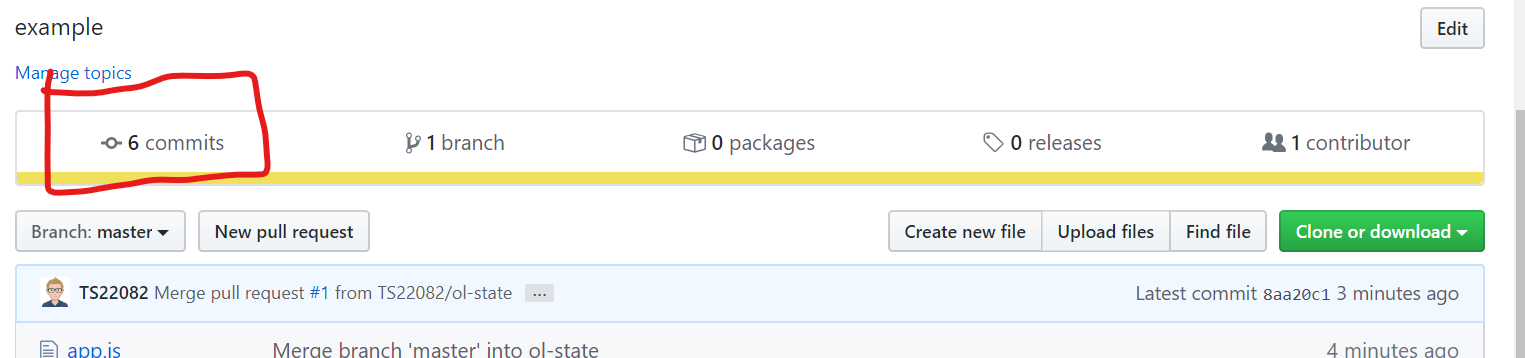 example
Edit
Manage topics
6 commits
1 branch
0 packages
0 releases
1 contributor
Branch: master
New pull request
Create new file
Upload files
Find file
Clone or download
TS22082 Merge pull request #1 from TS22082/ol-state ...
Latest commit 8aa20c1 3 minutes ago
app.js
Merge branch 'master' into ol-state
4 minutes ago